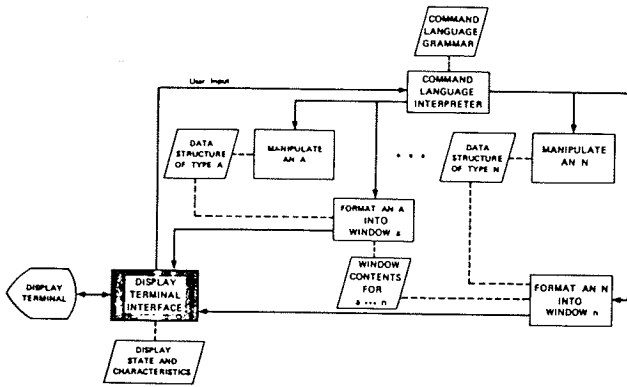 COMMAND
LANGUAGE
GRAMMAR
User Input
COMMAND
LANGUAGE
INTERPRETER
DATA
STRUCTURE
OF TYPE A
MANIPULATE
AN A
• • •
DATA
STRUCTURE
OF TYPE N
MANIPULATE
AN N
FORMAT AN A
INTO
WINDOW a
WINDOW
CONTENTS
FOR
a ••• n
DISPLAY
TERMINAL
DISPLAY
TERMINAL
INTERFACE
FORMAT AN N
INTO
WINDOW n
DISPLAY
STATE AND
CHARACTERISTICS